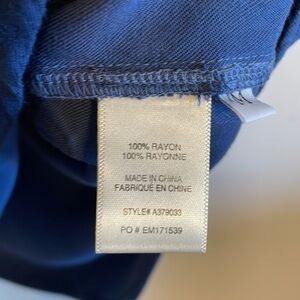 100% RAYON
100% RAYONNE
MADE IN CHINA
FABRIQUÉ EN CHINE
STYLE# A379033
PO # EM171539